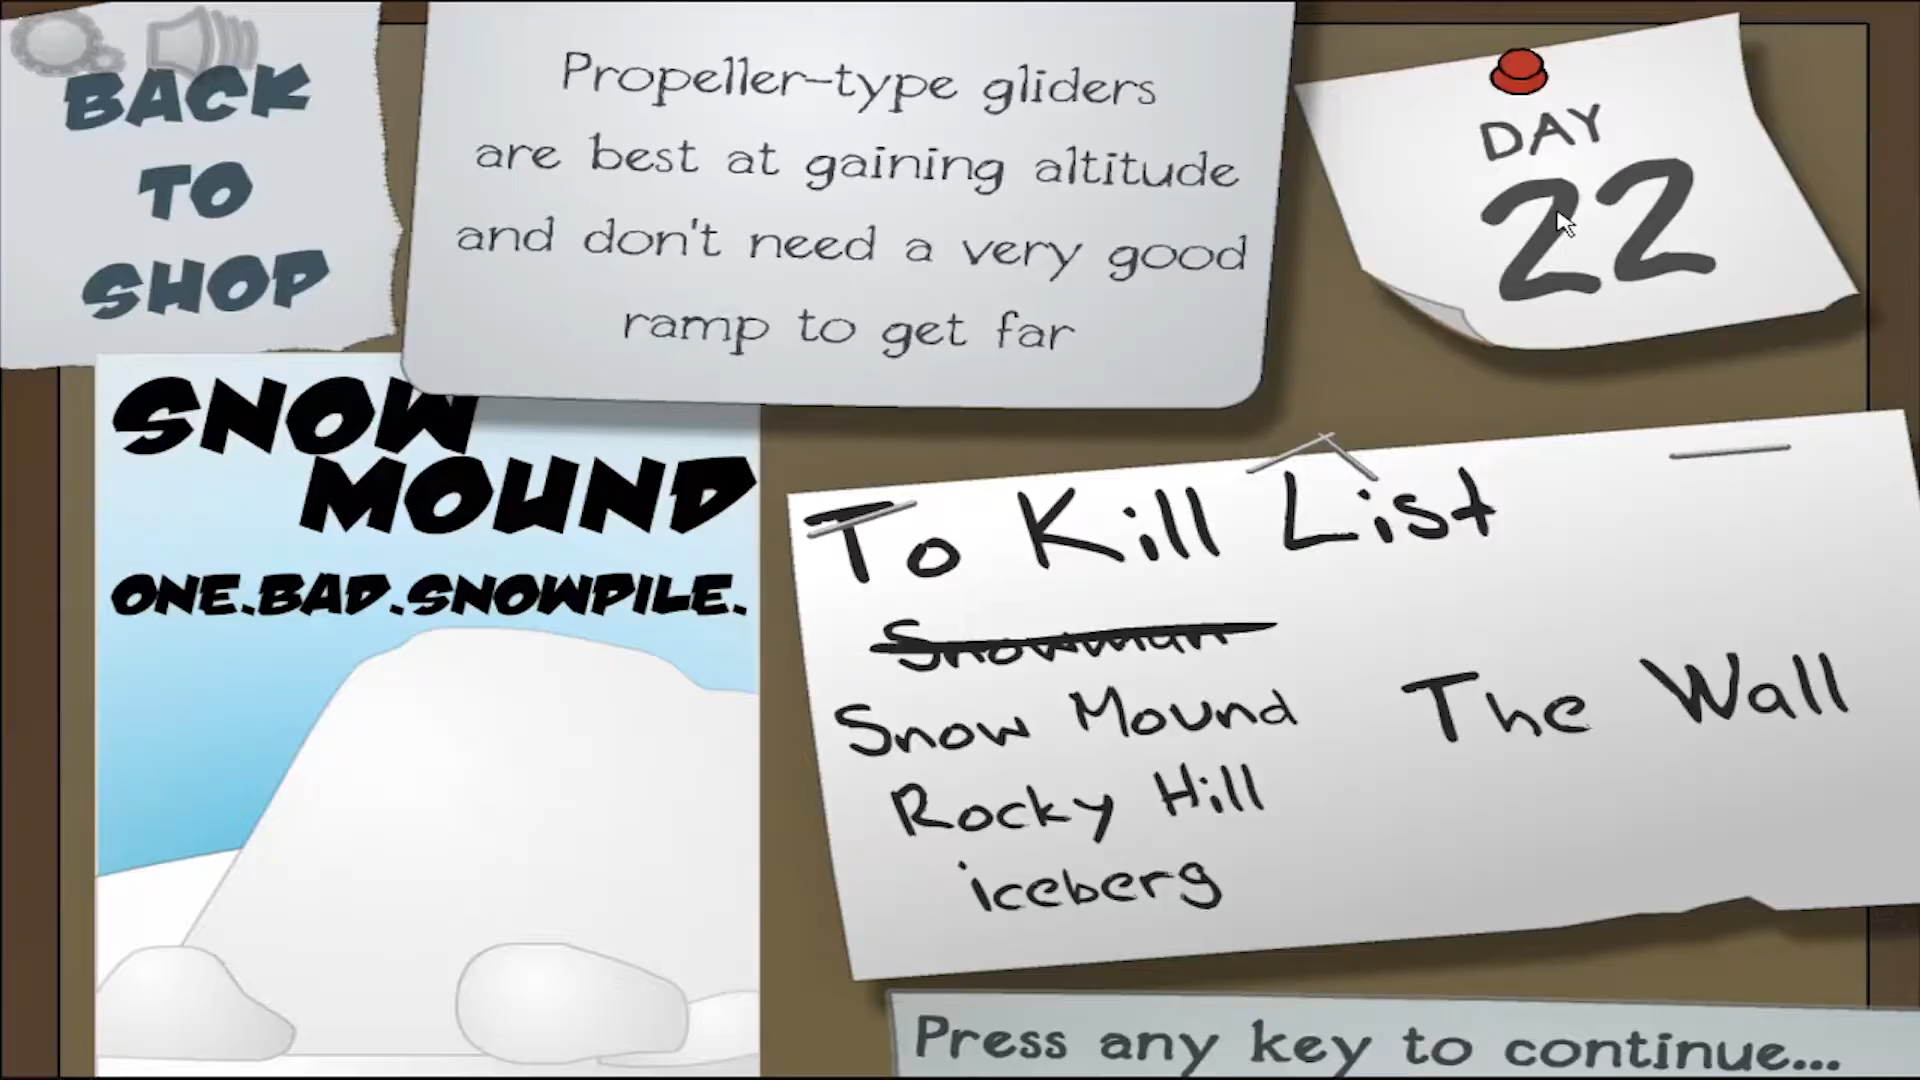 BACK
TO
SHOP
Propeller-type gliders
are best at gaining altitude
and don't need a very good
ramp to get far
DAY
22
SNOW
MOUND
ONE.BAD.SNOWPILE.
To Kill List
Snowman
Snow Mound
Rocky Hill
iceberg
The Wall
Press any key to continue...